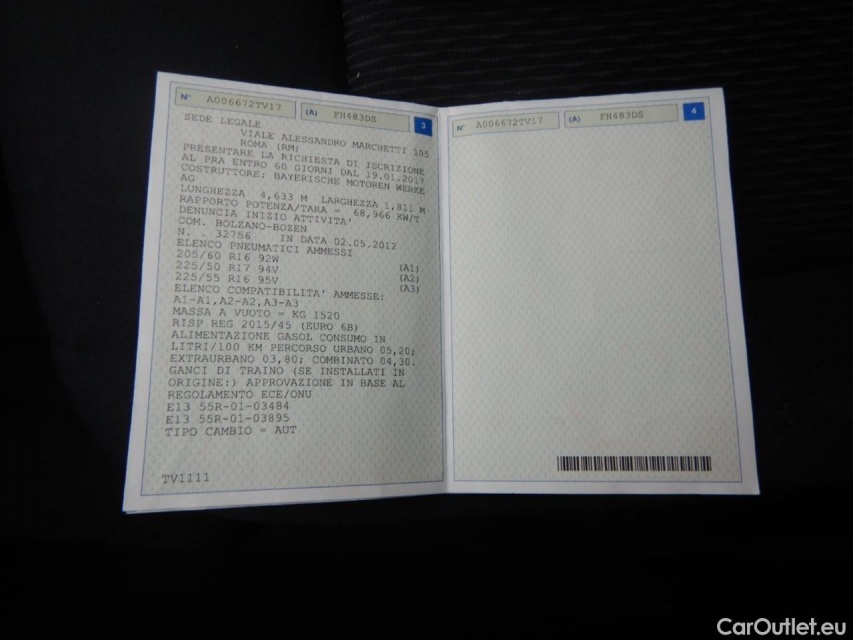 N° A006672TV17 (A) FH483DS 3
SEDE LEGALE
VIALE ALESSANDRO MARCHETTI 105
ROMA (RM)
PRESENTARE LA RICHIESTA DI ISCRIZIONE
AL PRA ENTRO 60 GIORNI DAL 19.01.2017
COSTRUTTORE: BAYERISCHE MOTOREN WERKE
AG
LUNGHEZZA 4,633 M LARGHEZZA 1,811 M
RAPPORTO POTENZA/TARA = 68,966 KW/T
DENUNCIA INIZIO ATTIVITA'
COM. BOLZANO-BOZEN
N. . 32756 IN DATA 02.05.2012
ELENCO PNEUMATICI AMMESSI
205/60 R16 92W (A1)
225/50 R17 94V (A2)
225/55 R16 95V (A3)
ELENCO COMPATIBILITA' AMMESSE:
A1-A1,A2-A2,A3-A3
MASSA A VUOTO = KG 1520
RISP REG 2015/45 (EURO 6B)
ALIMENTAZIONE GASOL CONSUMO IN
LITRI/100 KM PERCORSO URBANO 05,20;
EXTRAURBANO 03,80; COMBINATO 04,30.
GANCI DI TRAINO (SE INSTALLATI IN
ORIGINE:) APPROVAZIONE IN BASE AL
REGOLAMENTO ECE/ONU
E13 55R-01-03484
E13 55R-01-03895
TIPO CAMBIO = AUT
TV1111
N° A006672TV17 (A) FH483DS 4
CarOutlet.eu